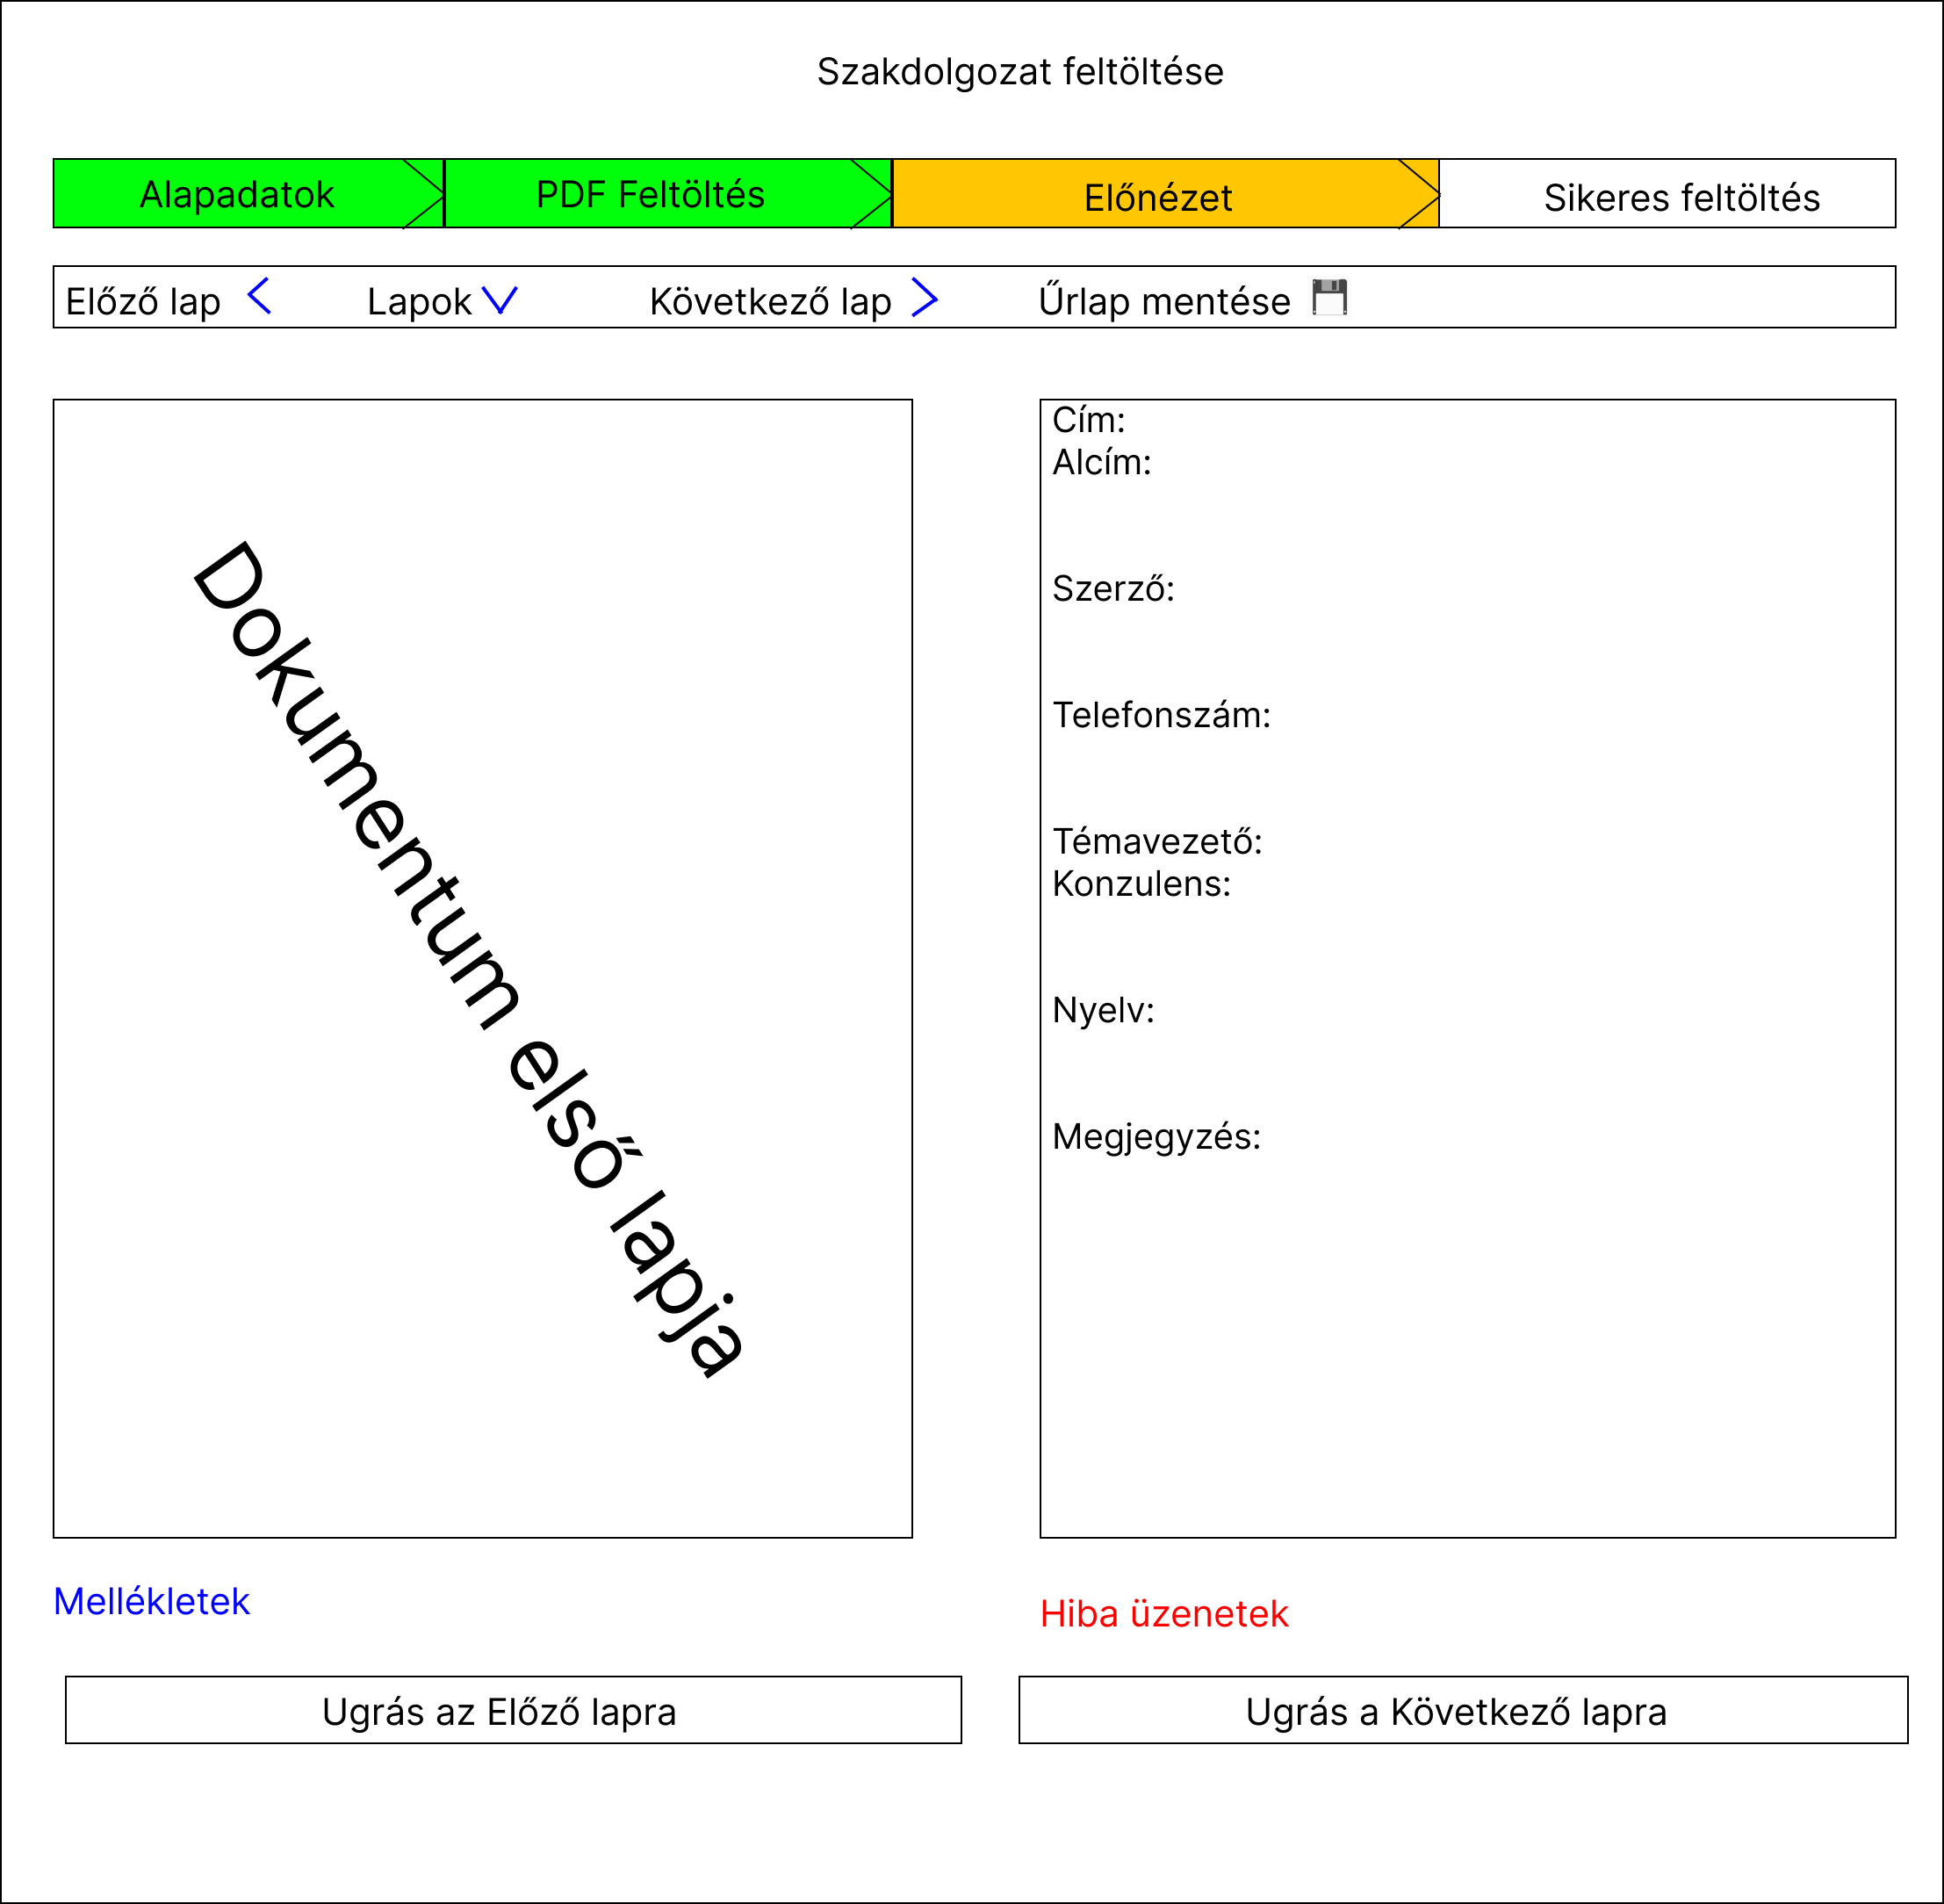 Szakdolgozat feltöltése
Alapadatok
PDF Feltöltés
Előnézet
Sikeres feltöltés
Előző lap
Lapok
Következő lap
Űrlap mentése
Dokumentum első lapja
Cím:
Alcím:
Szerző:
Telefonszám:
Témavezető:
Konzulens:
Nyelv:
Megjegyzés:
Mellékletek
Hiba üzenetek
Ugrás az Előző lapra
Ugrás a Következő lapra